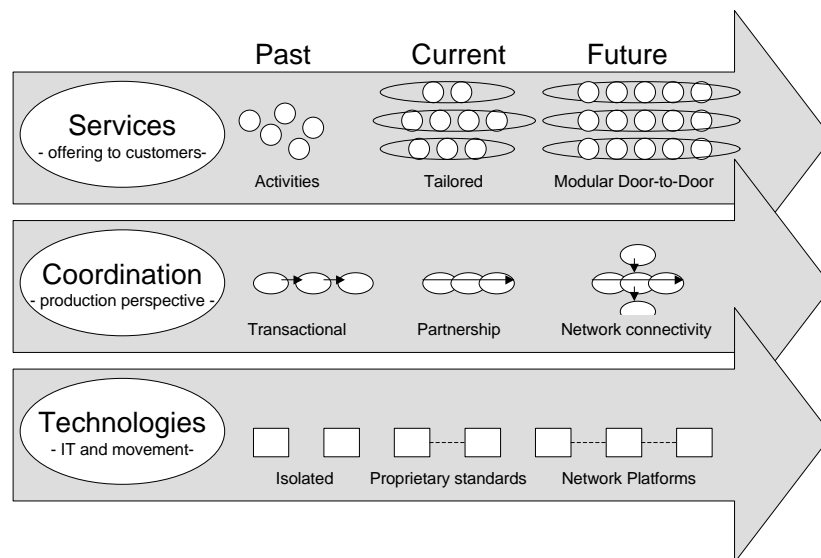 Past Current Future
Services
- offering to customers-
Activities Tailored Modular Door-to-Door
Coordination
- production perspective -
Transactional Partnership Network connectivity
Technologies
- IT and movement-
Isolated Proprietary standards Network Platforms